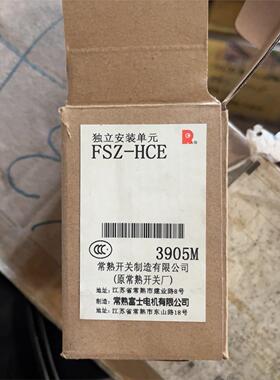 独立安装单元
FSZ-HCE
3905M
常熟开关制造有限公司
(原常熟开关厂)
地址:江苏省常熟市建业路8号
制造:常熟富士电机有限公司
地址:江苏省常熟市东山路18号